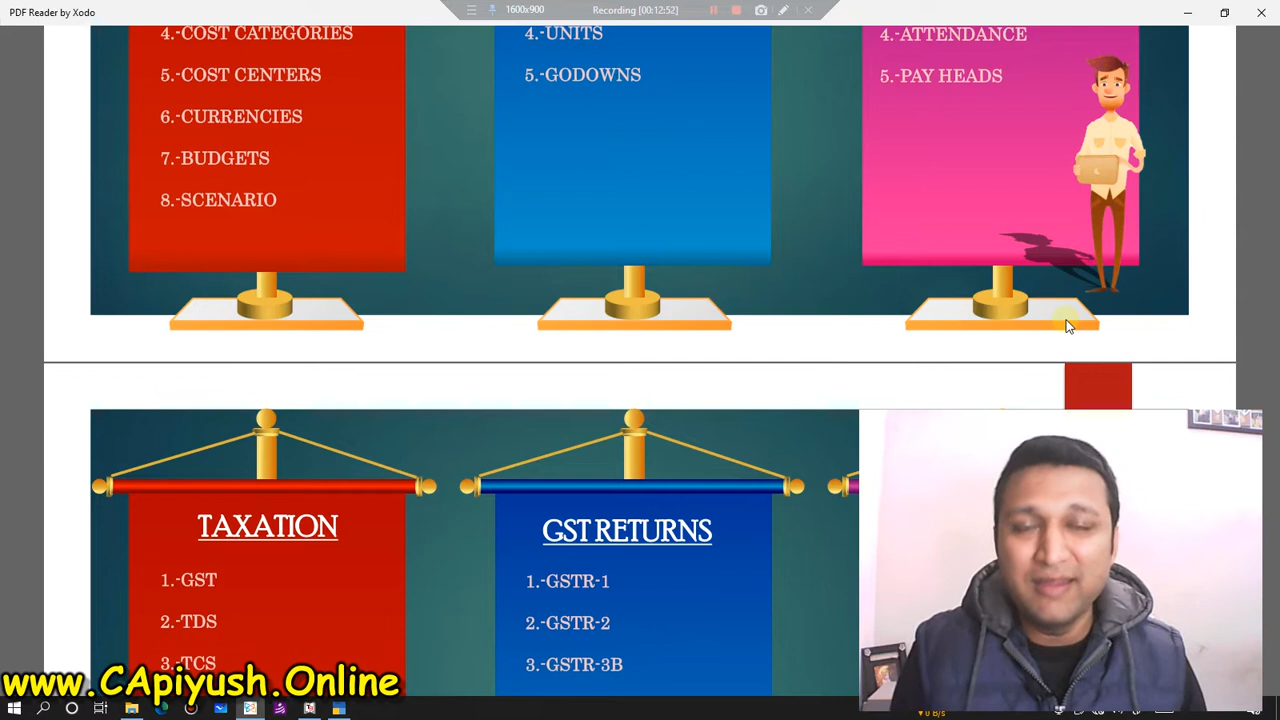 PDF Reader by Xodo
1600x900
Recording [00:12:52]
4.-COST CATEGORIES
5.-COST CENTERS
6.-CURRENCIES
7.-BUDGETS
8.-SCENARIO
4.-UNITS
5.-GODOWNS
4.-ATTENDANCE
5.-PAY HEADS
TAXATION
1.-GST
2.-TDS
3.-TCS
GST RETURNS
1.-GSTR-1
2.-GSTR-2
3.-GSTR-3B
www.CApiyush.Online
0 B/s